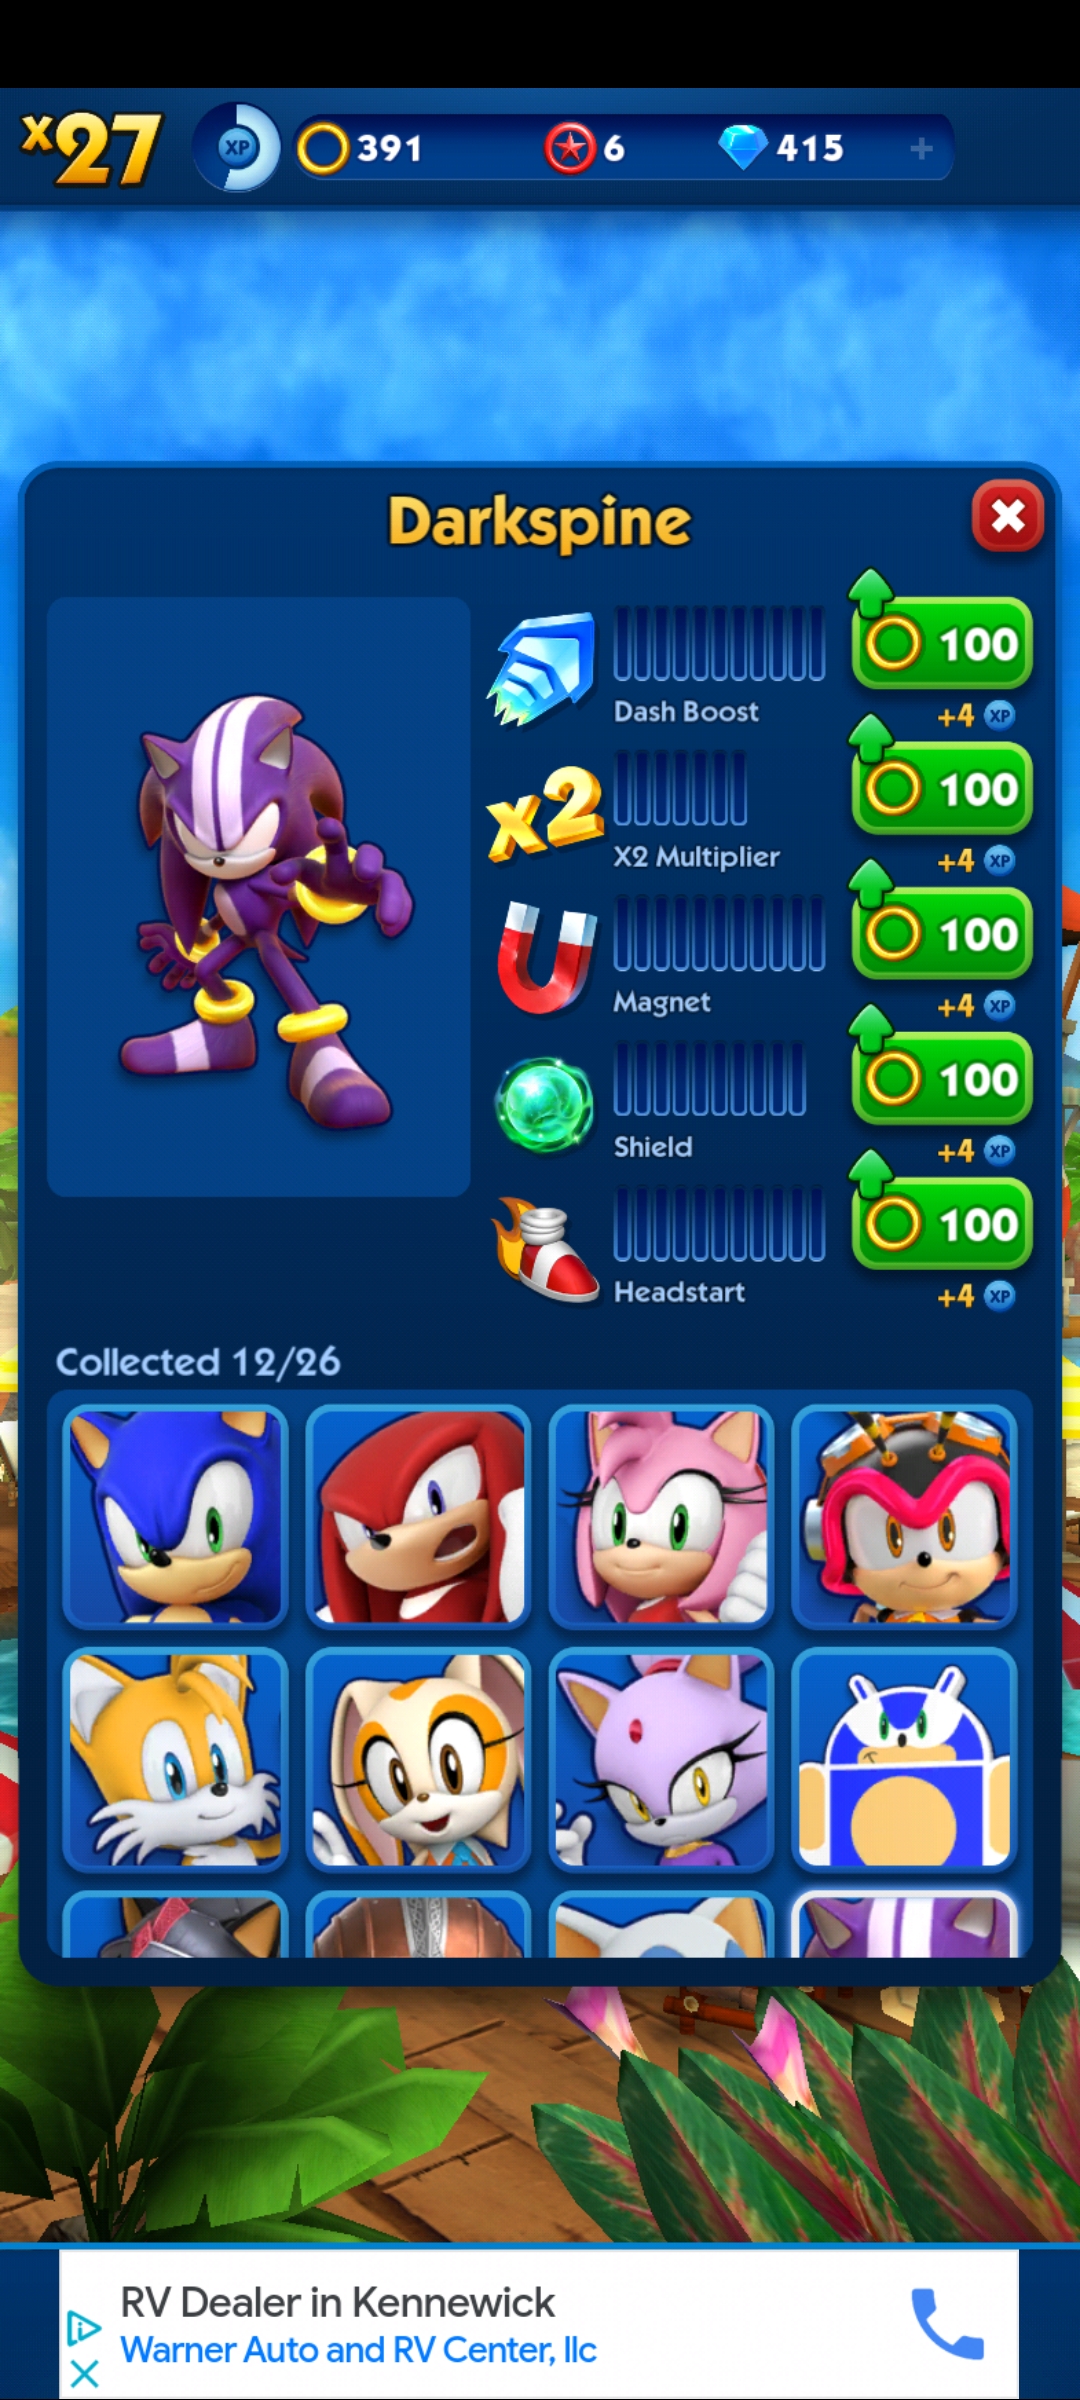 x27
XP
391
6
415
+
Darkspine
100
Dash Boost
+4 XP
x2
100
X2 Multiplier
+4 XP
100
Magnet
+4 XP
100
Shield
+4 XP
100
Headstart
+4 XP
Collected 12/26
RV Dealer in Kennewick
Warner Auto and RV Center, llc